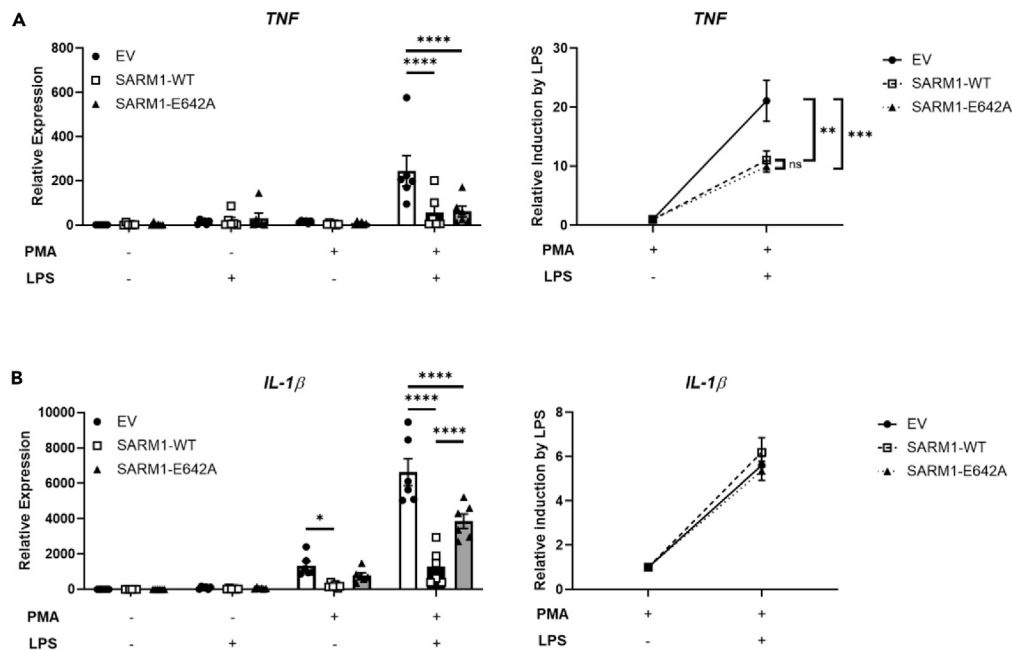 A
TNF
800
600
400
200
0
Relative Expression
EV
SARM1-WT
SARM1-E642A
****
****
PMA - - + +
LPS - + - +
TNF
30
20
10
0
Relative Induction by LPS
EV
SARM1-WT
SARM1-E642A
**
***
ns
PMA + +
LPS - +
B
IL-1β
10000
8000
6000
4000
2000
0
Relative Expression
EV
SARM1-WT
SARM1-E642A
*
****
****
****
PMA - - + +
LPS - + - +
IL-1β
8
6
4
2
0
Relative induction by LPS
EV
SARM1-WT
SARM1-E642A
PMA + +
LPS - +